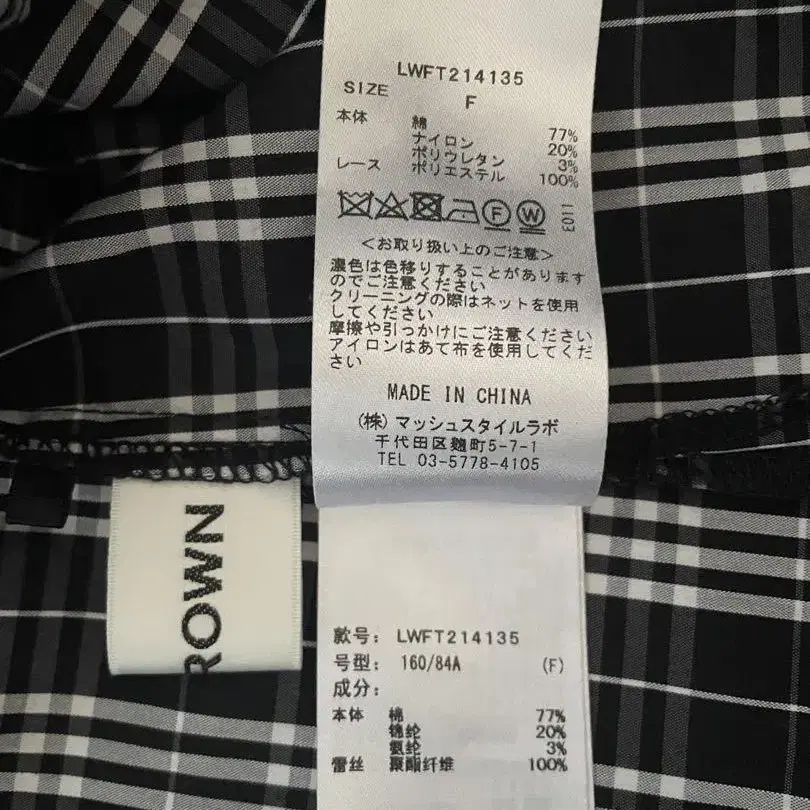 LWFT214135
SIZE F
本体 綿 77%
ナイロン 20%
ポリウレタン 3%
レース ポリエステル 100%
F W E011 1103
<お取り扱い上のご注意>
濃色は色移りすることがあります
のでご注意ください
クリーニングの際はネットを使用
してください
摩擦や引っかけにご注意ください
アイロンはあて布を使用してくだ
さい
MADE IN CHINA
(株) マッシュスタイルラボ
千代田区麹町5-7-1
TEL 03-5778-4105
ROWN
款号: LWFT214135
号型: 160/84A (F)
成分:
本体 棉 77%
锦纶 20%
氨纶 3%
蕾丝 聚酯纤维 100%